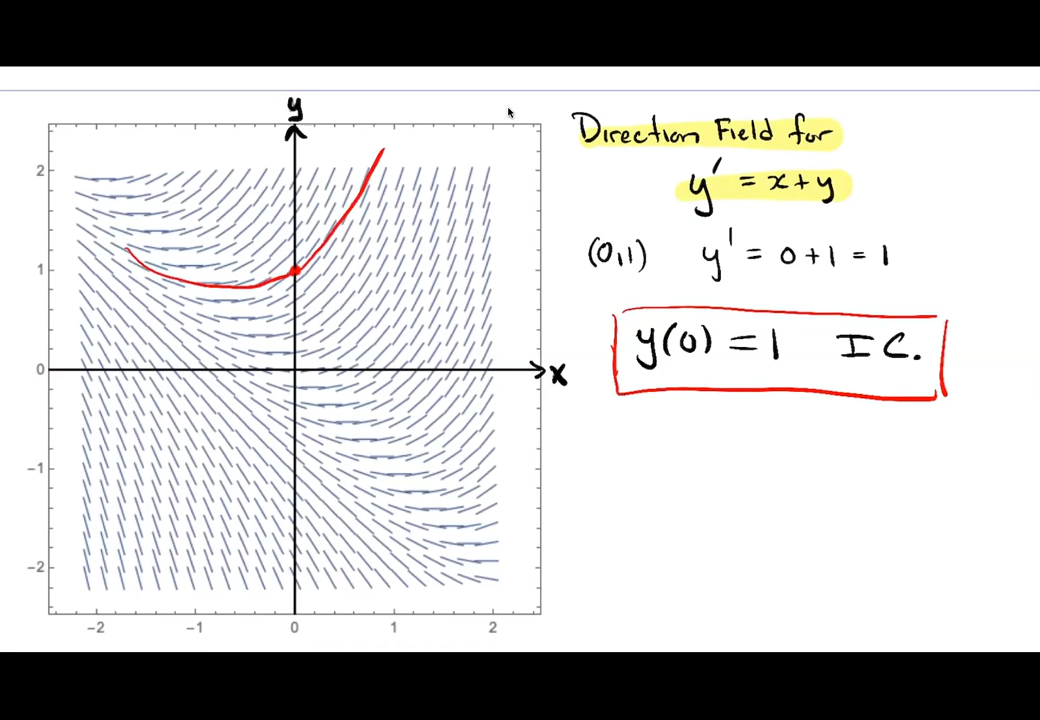 y
2
1
0
-1
-2
-2 -1 0 1 2
x
Direction Field for
y' = x+y
(0,1) y' = 0+1 = 1
y(0) = 1 I.C.